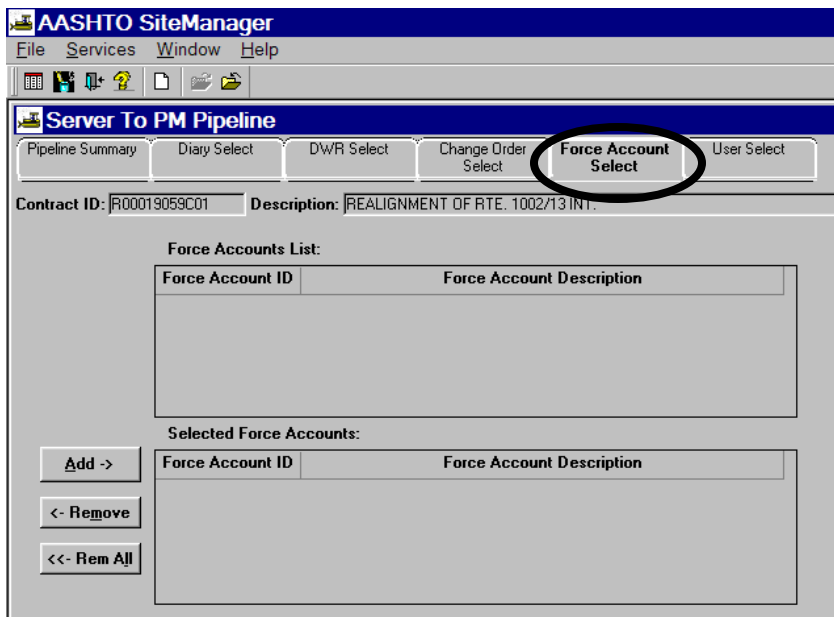 AASHTO SiteManager
File Services Window Help
Server To PM Pipeline
Pipeline Summary Diary Select DWR Select Change Order Select Force Account Select User Select
Contract ID: R00019059C01 Description: REALIGNMENT OF RTE. 1002/13 INT.
Force Accounts List:
Force Account ID Force Account Description
Selected Force Accounts:
Add -> Force Account ID Force Account Description
<- Remove
<<- Rem All